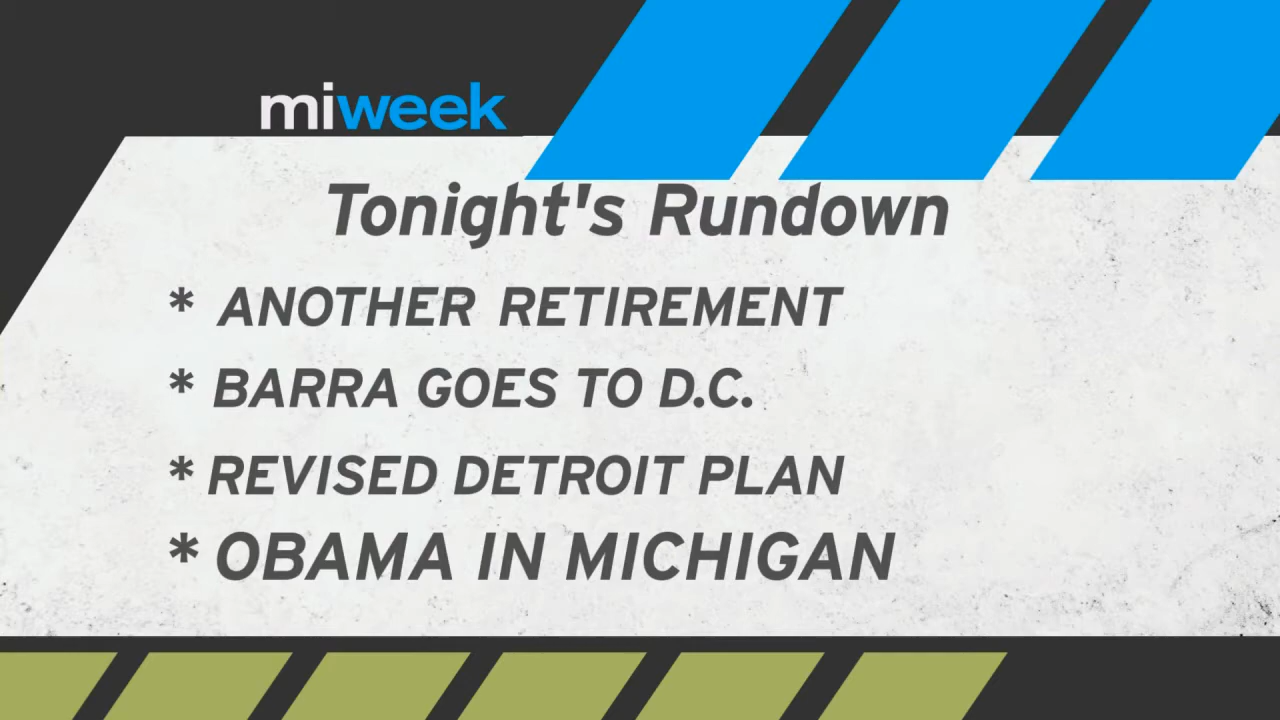 miweek
Tonight's Rundown
* ANOTHER RETIREMENT
* BARRA GOES TO D.C.
* REVISED DETROIT PLAN
* OBAMA IN MICHIGAN